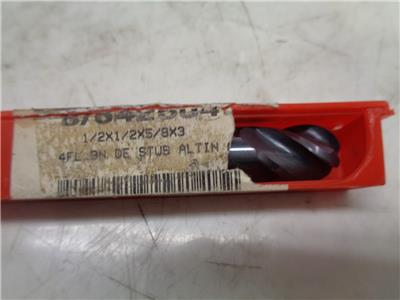 1/2X1/2X5/8X3
4FL BN DE STUB ALTIN